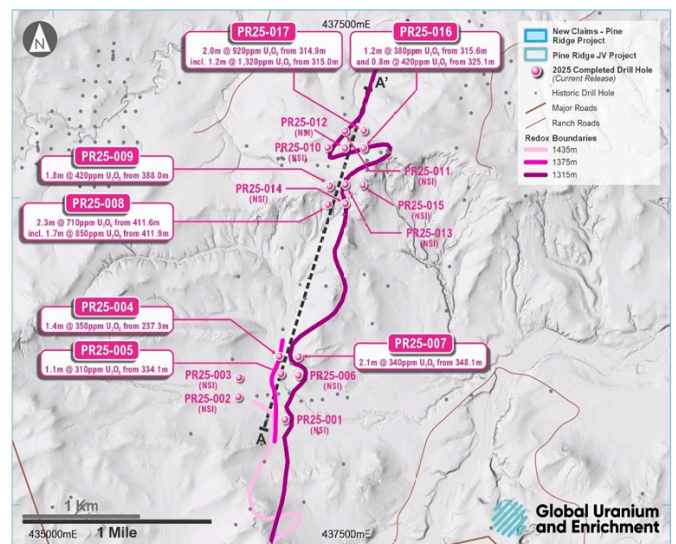 437500mE
N
PR25-017
2.0m @ 920ppm U₃O₈ from 314.9m
incl. 1.2m @ 1,320ppm U₃O₈ from 315.0m
PR25-016
1.2m @ 380ppm U₃O₈ from 315.6m
and 0.8m @ 420ppm U₃O₈ from 325.1m
New Claims - Pine
Ridge Project
Pine Ridge JV Project
2025 Completed Drill Hole
(Current Release)
Historic Drill Hole
Major Roads
Ranch Roads
Redox Boundaries
1435m
1375m
1315m
A'
PR25-012
(NSI)
PR25-010
(NSI)
PR25-009
1.8m @ 420ppm U₃O₈ from 388.0m
PR25-011
(NSI)
PR25-014
(NSI)
PR25-015
(NSI)
PR25-008
2.3m @ 710ppm U₃O₈ from 411.6m
incl. 1.7m @ 850ppm U₃O₈ from 411.9m
PR25-013
(NSI)
PR25-004
1.4m @ 350ppm U₃O₈ from 237.3m
PR25-005
1.1m @ 310ppm U₃O₈ from 334.1m
PR25-007
2.1m @ 340ppm U₃O₈ from 348.1m
PR25-003
(NSI)
PR25-006
(NSI)
PR25-002
(NSI)
PR25-001
(NSI)
A
1 Km
1 Mile
435000mE
437500mE
Global Uranium
and Enrichment